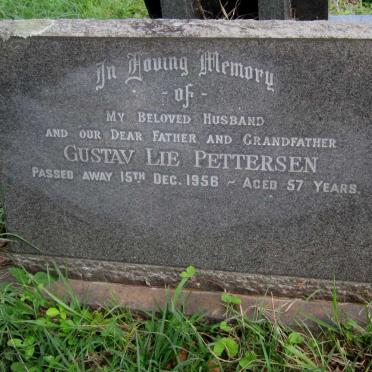 In Loving Memory
- of -
My Beloved Husband
and our Dear Father and Grandfather
Gustav Lie Pettersen
Passed away 15th Dec. 1956 ~ Aged 57 Years.